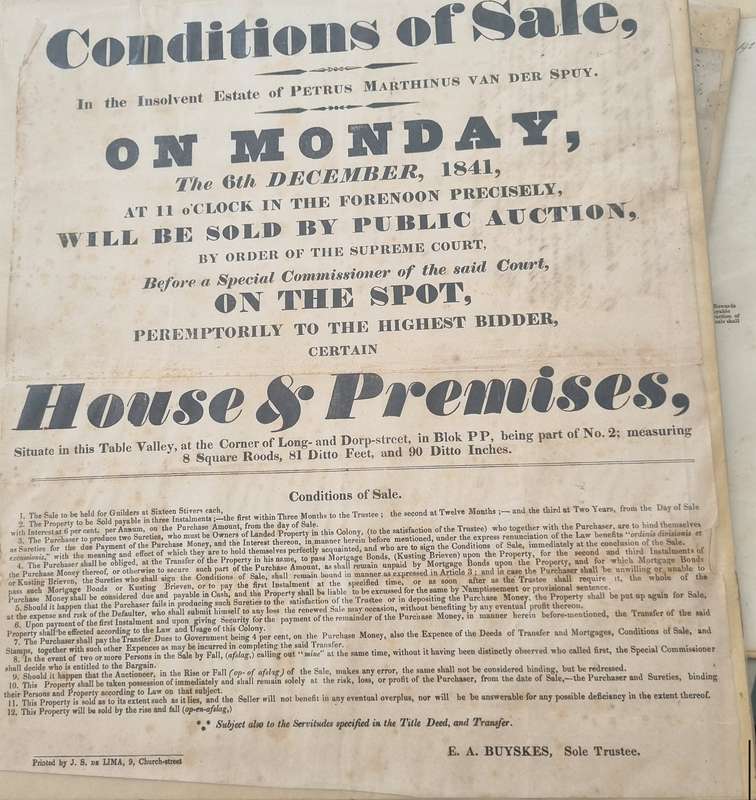 Conditions of Sale,
In the Insolvent Estate of PETRUS MARTHINUS VAN DER SPUY.
ON MONDAY,
The 6th DECEMBER, 1841,
AT 11 o'CLOCK IN THE FORENOON PRECISELY,
WILL BE SOLD BY PUBLIC AUCTION,
BY ORDER OF THE SUPREME COURT,
Before a Special Commissioner of the said Court,
ON THE SPOT,
PEREMPTORILY TO THE HIGHEST BIDDER,
CERTAIN
House & Premises,
Situate in this Table Valley, at the Corner of Long- and Dorp-street, in Blok PP, being part of No. 2; measuring
8 Square Roods, 81 Ditto Feet, and 90 Ditto Inches.
Conditions of Sale.
1. The Sale to be held for Guilders at Sixteen Stivers each,
2. The Property to be Sold payable in three Instalments;—the first within Three Months to the Trustee; the second at Twelve Months;—and the third at Two Years, from the Day of Sale
with Interest at 6 per cent. per Annum, on the Purchase Amount, from the day of Sale.
3. The Purchaser to produce two Sureties, who must be Owners of Landed Property in this Colony, (to the satisfaction of the Trustee) who together with the Purchaser, are to bind themselves
as Sureties for the due Payment of the Purchase Money, and the Interest thereon, in manner herein before mentioned, under the express renunciation of the Law benefits "ordinis divisionis et
excussionis," with the meaning and effect of which they are to hold themselves perfectly acquainted, and who are to sign the Conditions of Sale, immediately at the conclusion of the Sale.
4. The Purchaser shall be obliged, at the Transfer of the Property in his name, to pass Mortgage Bonds, (Kusting Brieven) upon the Property, for the second and third Instalments of
the Purchase Money thereof, or otherwise to secure such part of the Purchase Amount, as shall remain unpaid by Mortgage Bonds upon the Property, and for which Mortgage Bonds
or Kusting Brieven, the Sureties who shall sign the Conditions of Sale, shall remain bound in manner as expressed in Article 3; and in case the Purchaser shall be unwilling or unable to
pass such Mortgage Bonds or Kusting Brieven, or to pay the first Instalment at the specified time, or as soon after as the Trustee shall require it, the whole of the
Purchase Money shall be considered due and payable in Cash, and the Property shall be liable to be excussed for the same by Namptissement or provisional sentence.
5. Should it happen that the Purchaser fails in producing such Sureties to the satisfaction of the Trustee or in depositing the Purchase Money, the Property shall be put up again for Sale,
at the expense and risk of the Defaulter, who shall submit himself to any loss the renewed Sale may occasion, without benefiting by any eventual profit thereon.
6. Upon payment of the first Instalment and upon giving Security for the payment of the remainder of the Purchase Money, in manner herein before-mentioned, the Transfer of the said
Property shall be effected according to the Law and Usage of this Colony.
7. The Purchaser shall pay the Transfer Dues to Government being 4 per cent, on the Purchase Money, also the Expence of the Deeds of Transfer and Mortgages, Conditions of Sale, and
Stamps, together with such other Expences as may be incurred in completing the said Transfer.
8. In the event of two or more Persons in the Sale by Fall, (afslag,) calling out "mine" at the same time, without it having been distinctly observed who called first, the Special Commissioner
shall decide who is entitled to the Bargain.
9. Should it happen that the Auctioneer, in the Rise or Fall (op- of afslag) of the Sale, makes any error, the same shall not be considered binding, but be redressed.
10. This Property shall be taken possession of immediately and shall remain solely at the risk, loss, or profit of the Purchaser, from the date of Sale,—the Purchaser and Sureties, binding
their Persons and Property according to Law on that subject.
11. This Property is sold as to its extent such as it lies, and the Seller will not benefit in any eventual overplus, nor will he be answerable for any possible deficiency in the extent thereof.
12. This Property will be sold by the rise and fall (op-en-afslag,)
*** Subject also to the Servitudes specified in the Title Deed, and Transfer.
E. A. BUYSKES, Sole Trustee.
Printed by J. S. DE LIMA, 9, Church-street